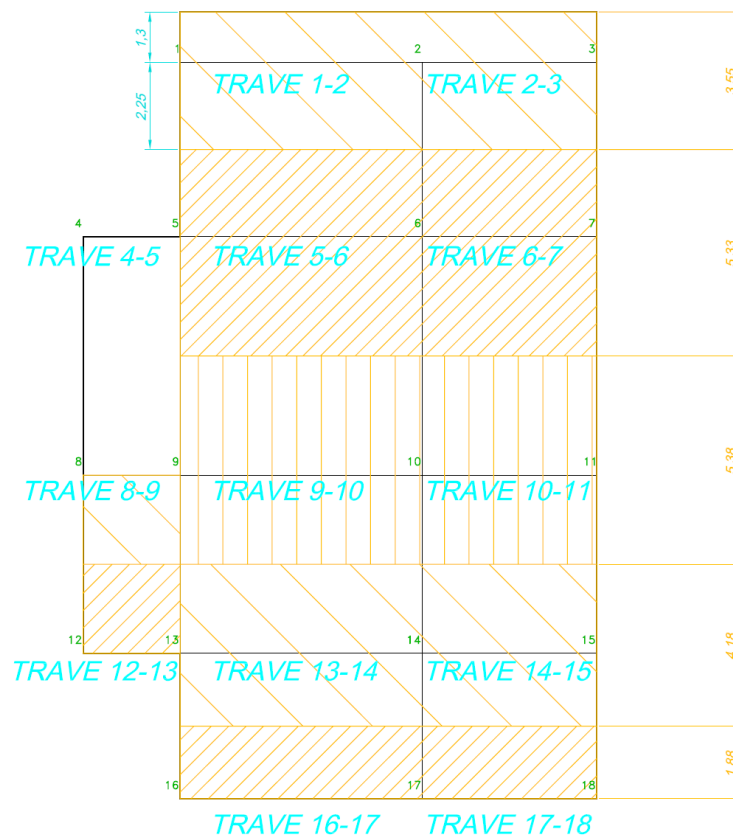 1,3
1
2
3
TRAVE 1-2
TRAVE 2-3
3.55
2,25
4
5
6
7
TRAVE 4-5
TRAVE 5-6
TRAVE 6-7
5.33
8
9
10
11
TRAVE 8-9
TRAVE 9-10
TRAVE 10-11
5.38
12
13
14
15
TRAVE 12-13
TRAVE 13-14
TRAVE 14-15
4.18
16
17
18
1.88
TRAVE 16-17
TRAVE 17-18